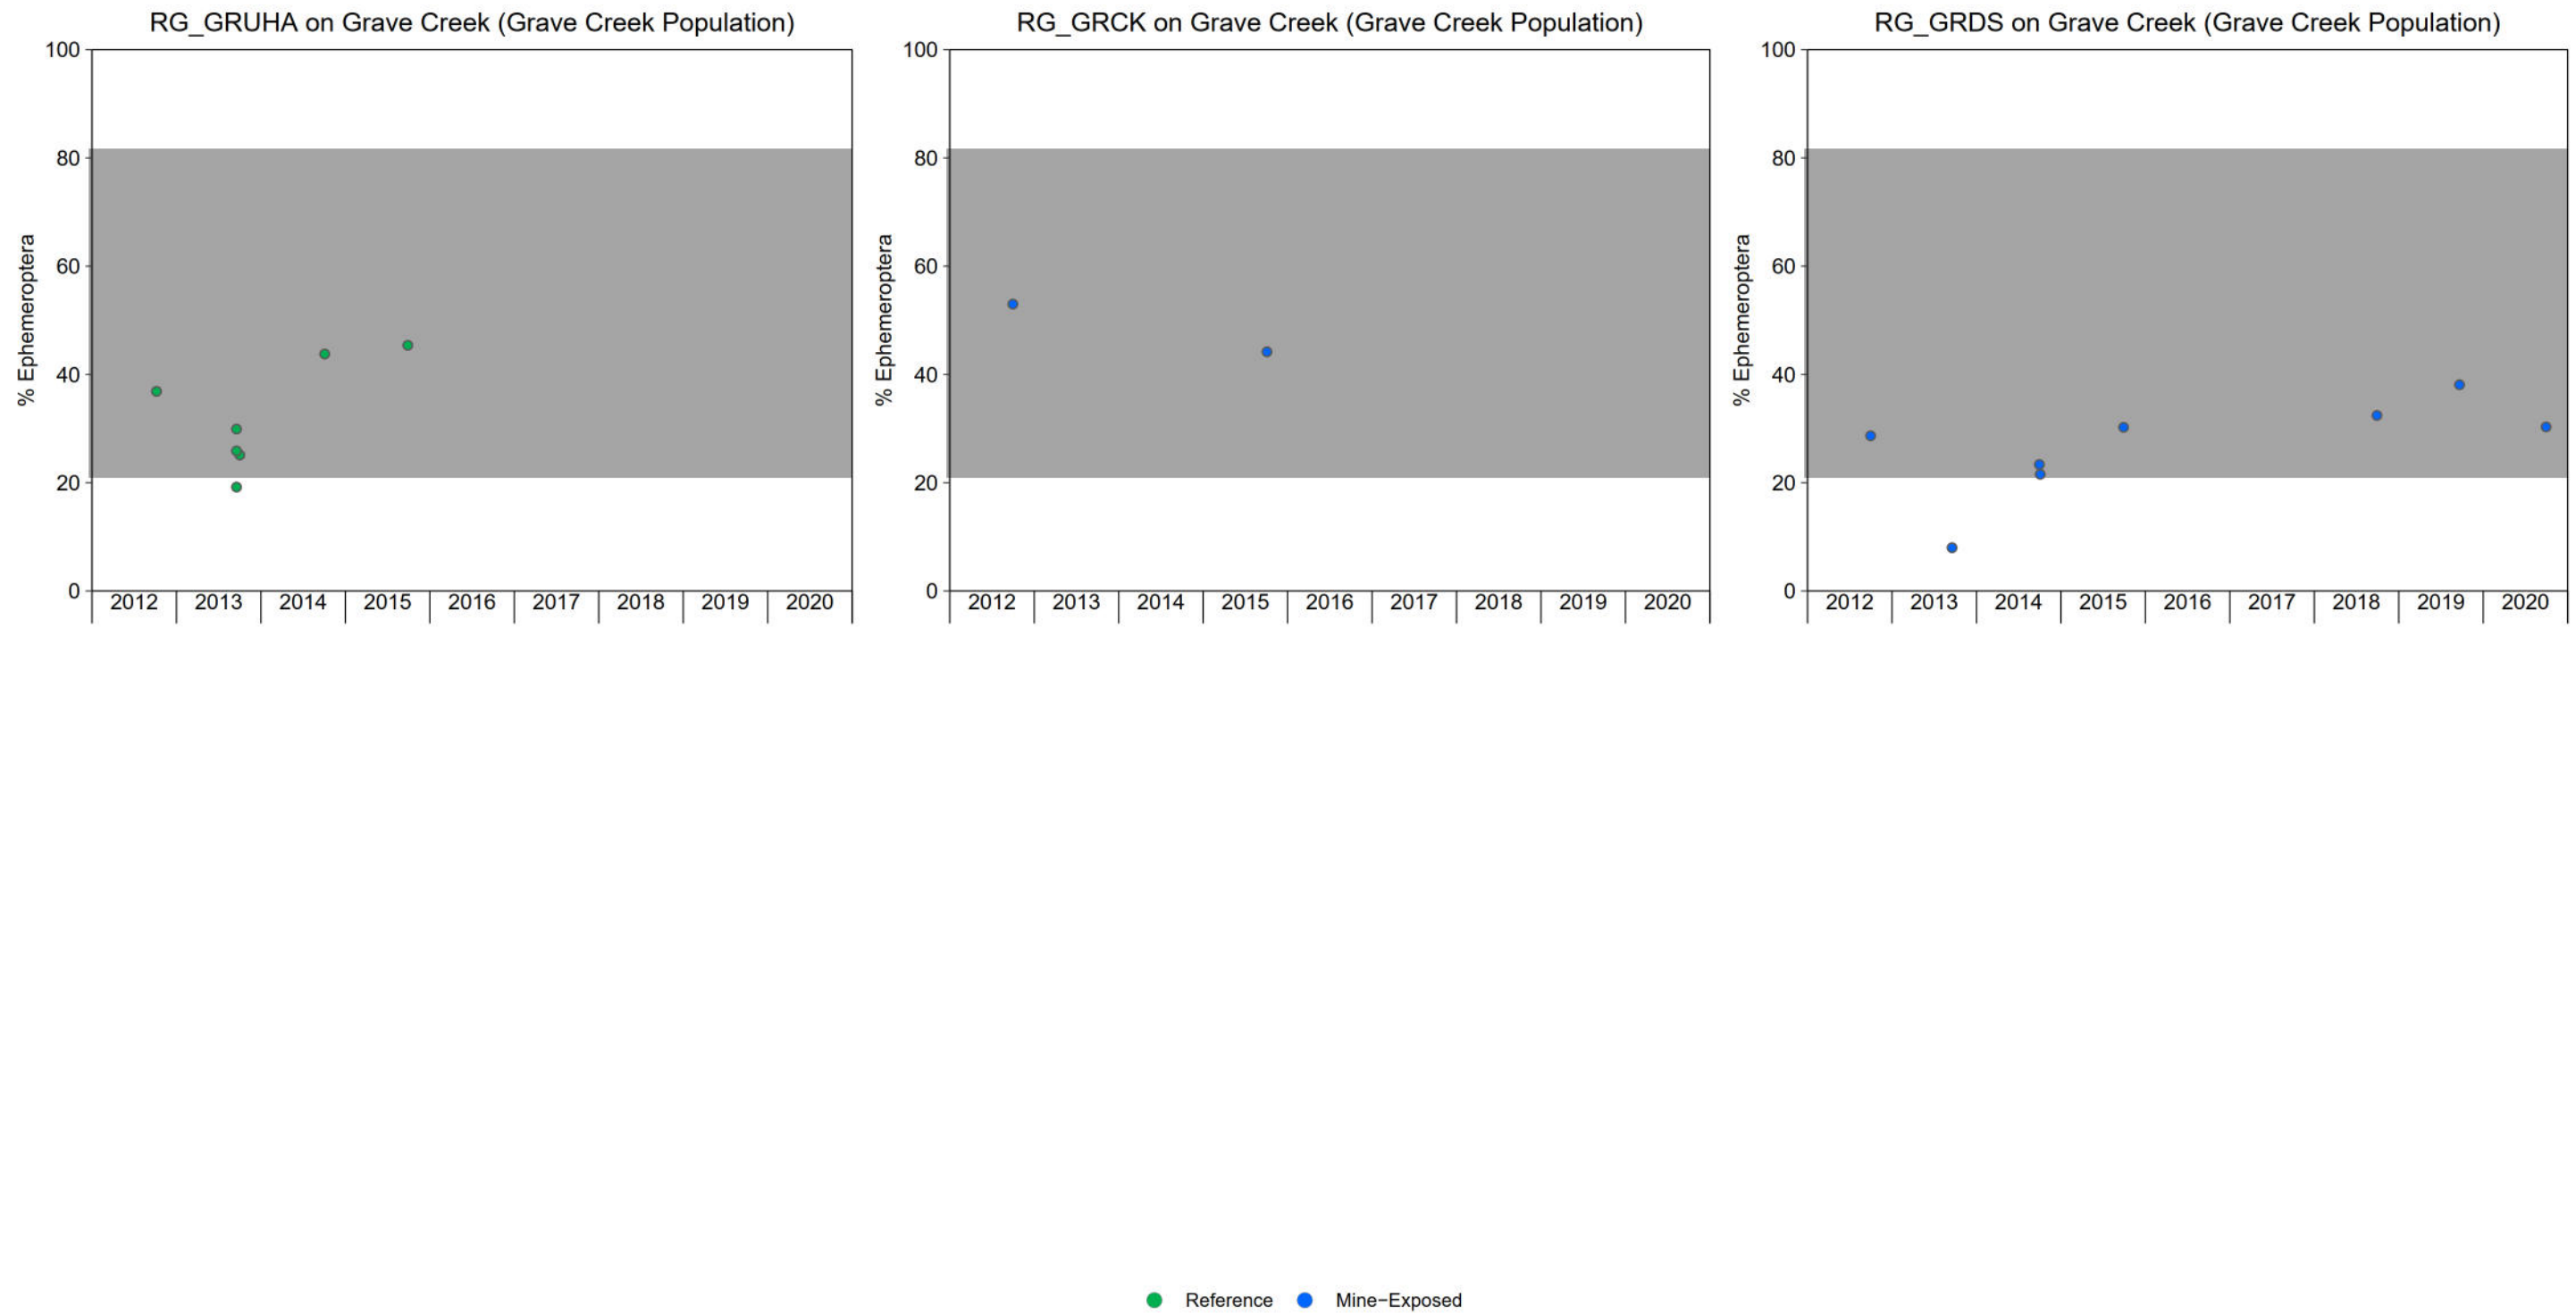 RG_GRUHA on Grave Creek (Grave Creek Population)
% Ephemeroptera
100
80
60
40
20
0
2012 2013 2014 2015 2016 2017 2018 2019 2020
RG_GRCK on Grave Creek (Grave Creek Population)
% Ephemeroptera
100
80
60
40
20
0
2012 2013 2014 2015 2016 2017 2018 2019 2020
RG_GRDS on Grave Creek (Grave Creek Population)
% Ephemeroptera
100
80
60
40
20
0
2012 2013 2014 2015 2016 2017 2018 2019 2020
Reference Mine−Exposed